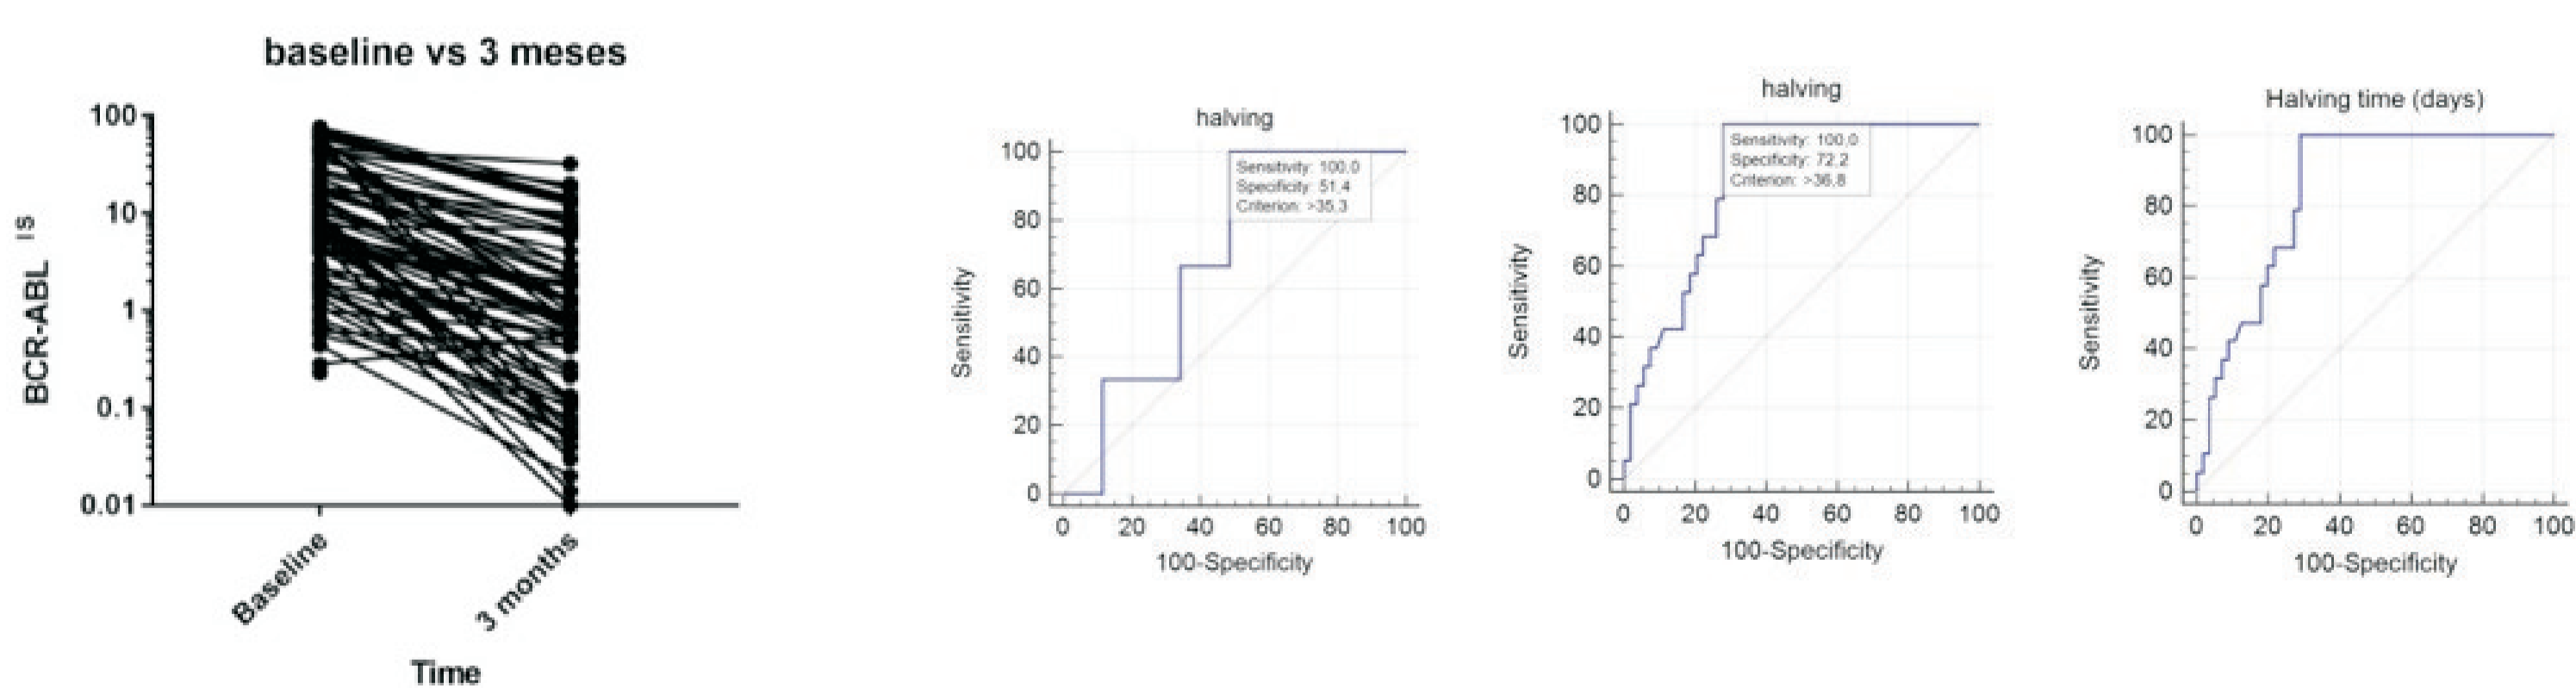 baseline vs 3 meses
100
10
1
0.1
0.01
BCR-ABL IS
Baseline
3 months
Time
halving
100
80
60
40
20
0
Sensitivity
Sensitivity: 100,0
Specificity: 51,4
Criterion: >35,3
0 20 40 60 80 100
100-Specificity
halving
100
80
60
40
20
0
Sensitivity
Sensitivity: 100,0
Specificity: 72,2
Criterion: >36,8
0 20 40 60 80 100
100-Specificity
Halving time (days)
100
80
60
40
20
0
Sensitivity
0 20 40 60 80 100
100-Specificity